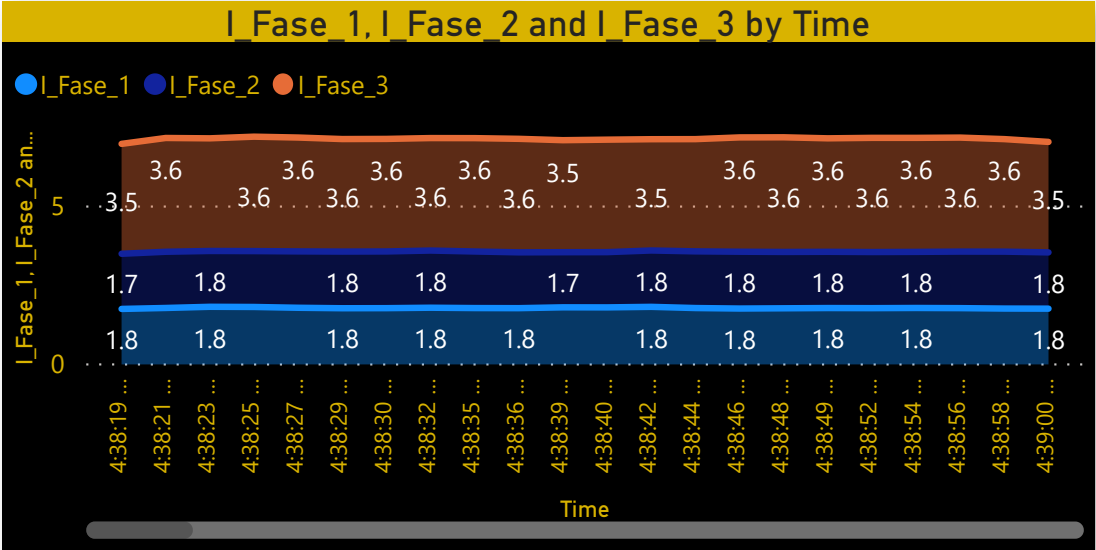 I_Fase_1, I_Fase_2 and I_Fase_3 by Time
I_Fase_1 I_Fase_2 I_Fase_3
I_Fase_1, I_Fase_2 an...
3.6 3.6 3.6 3.6 3.5 3.6 3.6 3.6 3.6
5 3.5 3.6 3.6 3.6 3.6 3.5 3.6 3.6 3.6 3.5
1.7 1.8 1.8 1.8 1.7 1.8 1.8 1.8 1.8 1.8
1.8 1.8 1.8 1.8 1.8 1.8 1.8 1.8 1.8 1.8
0
4:38:19 ...
4:38:21 ...
4:38:23 ...
4:38:25 ...
4:38:27 ...
4:38:29 ...
4:38:30 ...
4:38:32 ...
4:38:35 ...
4:38:36 ...
4:38:39 ...
4:38:40 ...
4:38:42 ...
4:38:44 ...
4:38:46 ...
4:38:48 ...
4:38:49 ...
4:38:52 ...
4:38:54 ...
4:38:56 ...
4:38:58 ...
4:39:00 ...
Time